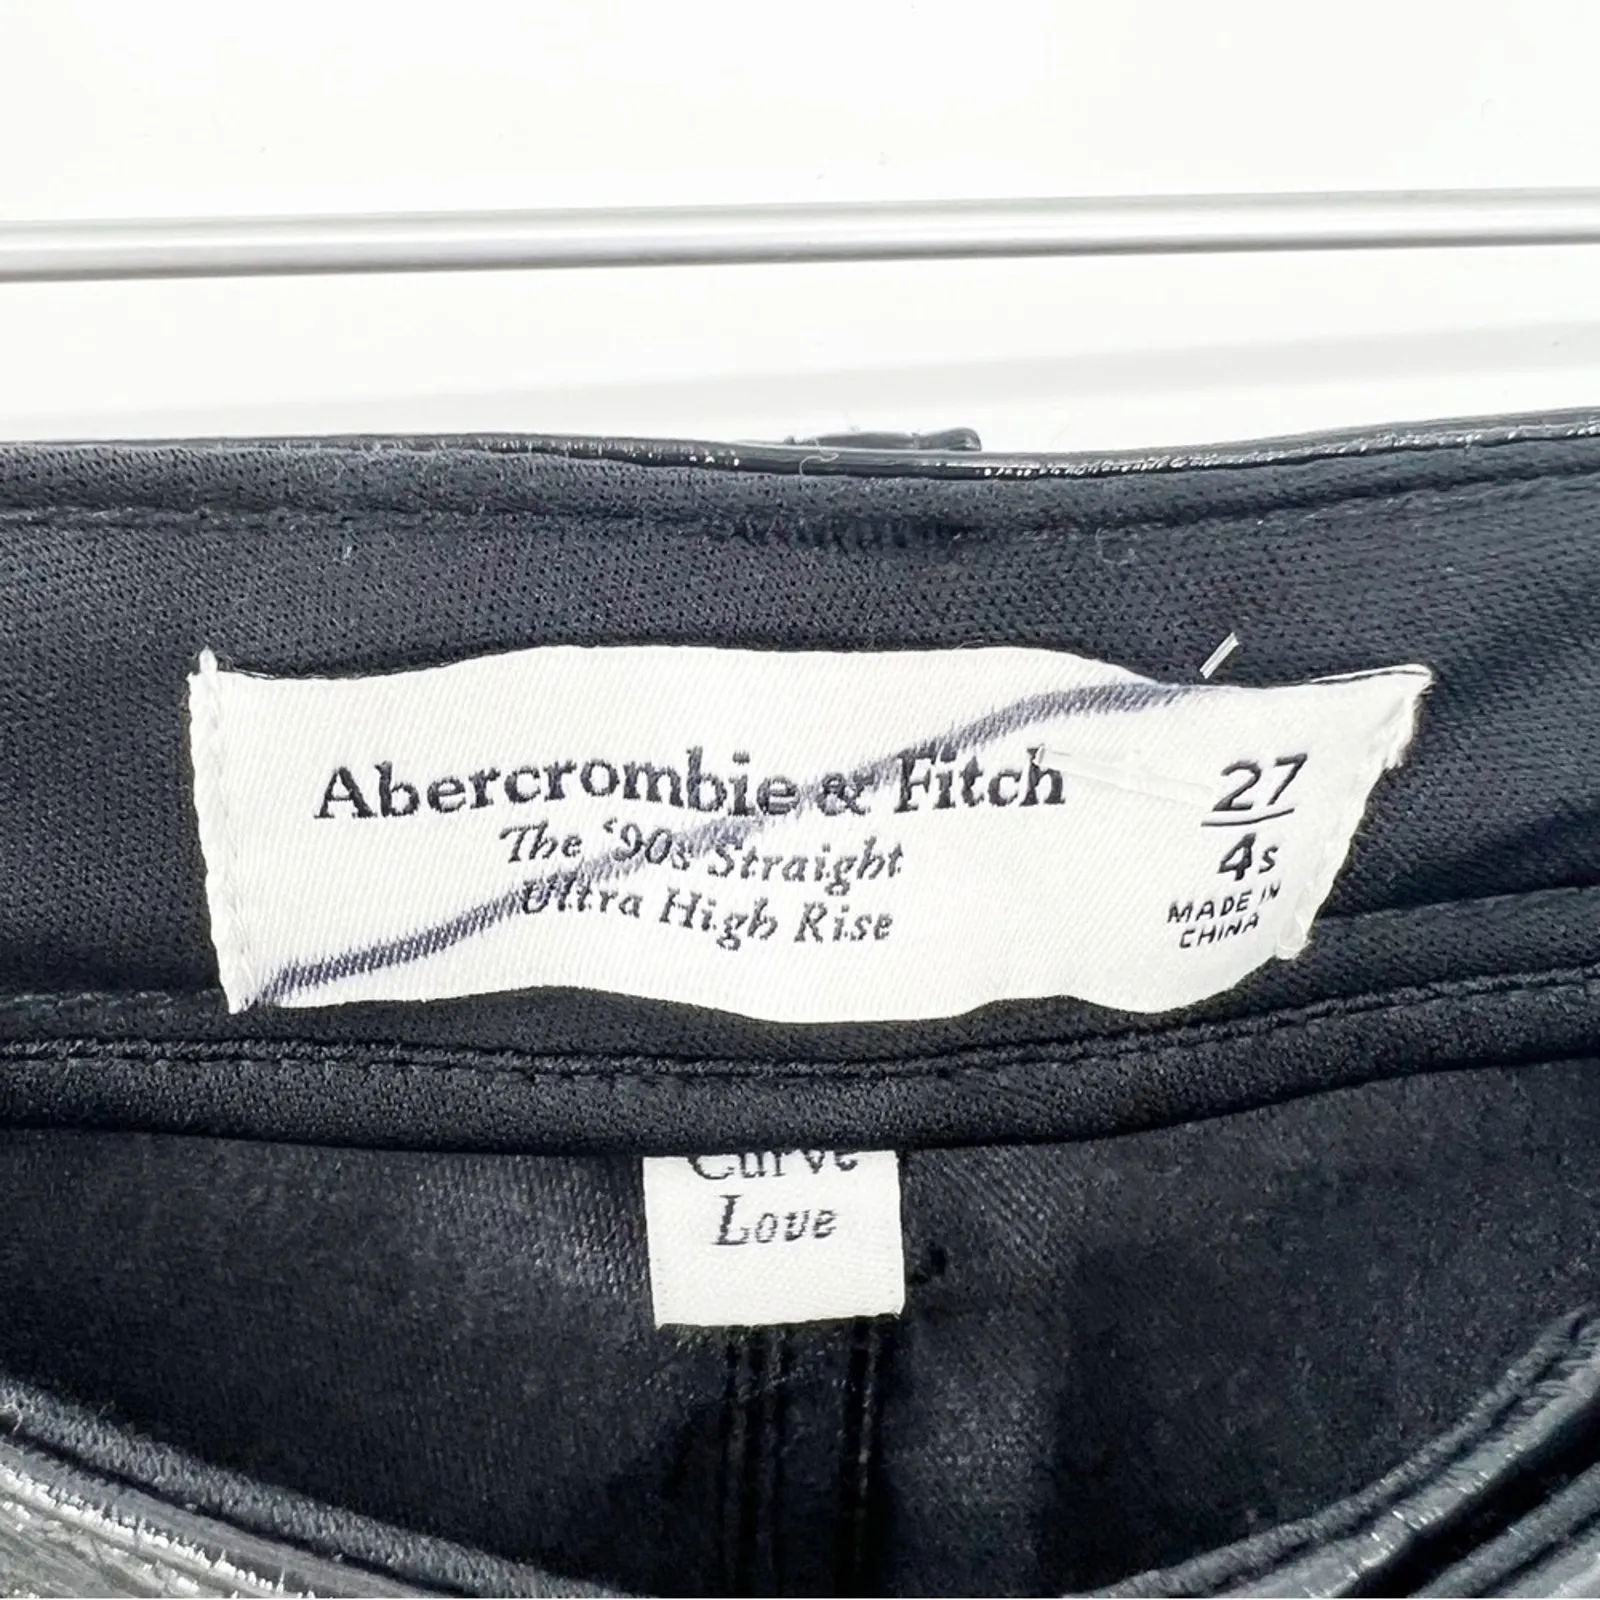 Abercrombie & Fitch
The '90s Straight
Ultra High Rise
27
4s
MADE IN
CHINA
Curve
Love